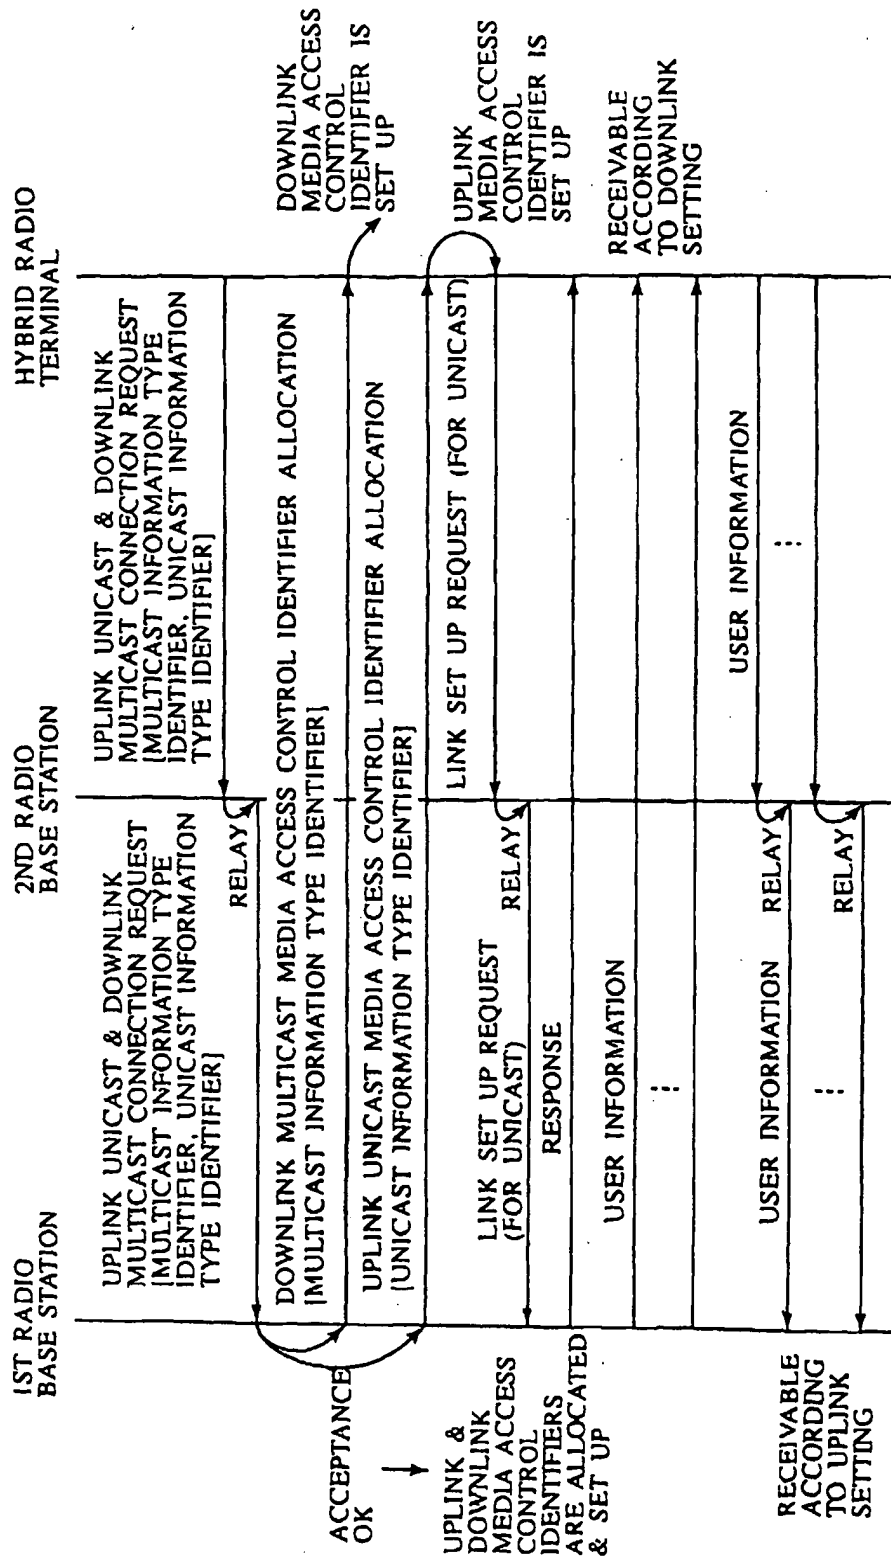 1ST RADIO
BASE STATION
2ND RADIO
BASE STATION
HYBRID RADIO
TERMINAL
UPLINK UNICAST & DOWNLINK
MULTICAST CONNECTION REQUEST
[MULTICAST INFORMATION TYPE
IDENTIFIER, UNICAST INFORMATION
TYPE IDENTIFIER]
UPLINK UNICAST & DOWNLINK
MULTICAST CONNECTION REQUEST
[MULTICAST INFORMATION TYPE
IDENTIFIER, UNICAST INFORMATION
TYPE IDENTIFIER]
RELAY
ACCEPTANCE
OK
UPLINK &
DOWNLINK
MEDIA ACCESS
CONTROL
IDENTIFIERS
ARE ALLOCATED
& SET UP
DOWNLINK MULTICAST MEDIA ACCESS CONTROL IDENTIFIER ALLOCATION
[MULTICAST INFORMATION TYPE IDENTIFIER]
DOWNLINK
MEDIA ACCESS
CONTROL
IDENTIFIER IS
SET UP
UPLINK UNICAST MEDIA ACCESS CONTROL IDENTIFIER ALLOCATION
[UNICAST INFORMATION TYPE IDENTIFIER]
UPLINK
MEDIA ACCESS
CONTROL
IDENTIFIER IS
SET UP
LINK SET UP REQUEST (FOR UNICAST)
RELAY
LINK SET UP REQUEST
(FOR UNICAST)
RESPONSE
USER INFORMATION
...
RECEIVABLE
ACCORDING
TO DOWNLINK
SETTING
USER INFORMATION
...
RELAY
RELAY
USER INFORMATION
...
RECEIVABLE
ACCORDING
TO UPLINK
SETTING